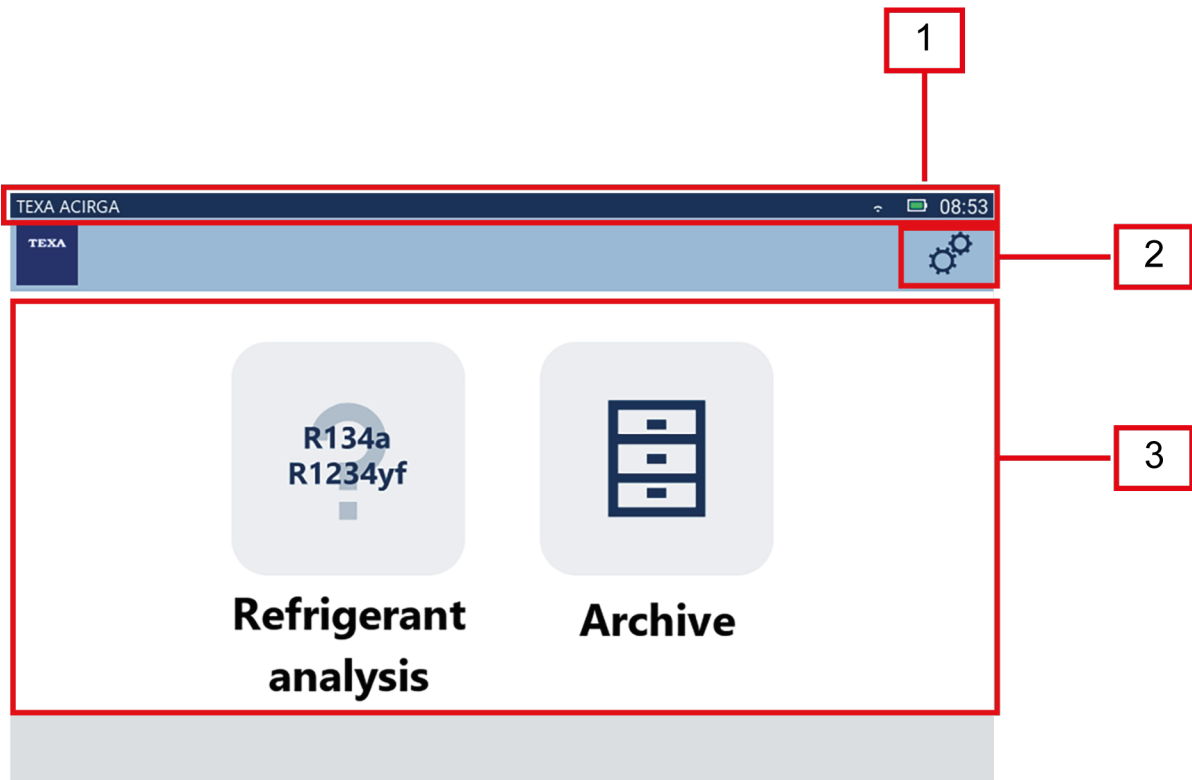 1
TEXA ACIRGA 08:53
TEXA
2
R134a
R1234yf
?
3
Refrigerant
analysis
Archive